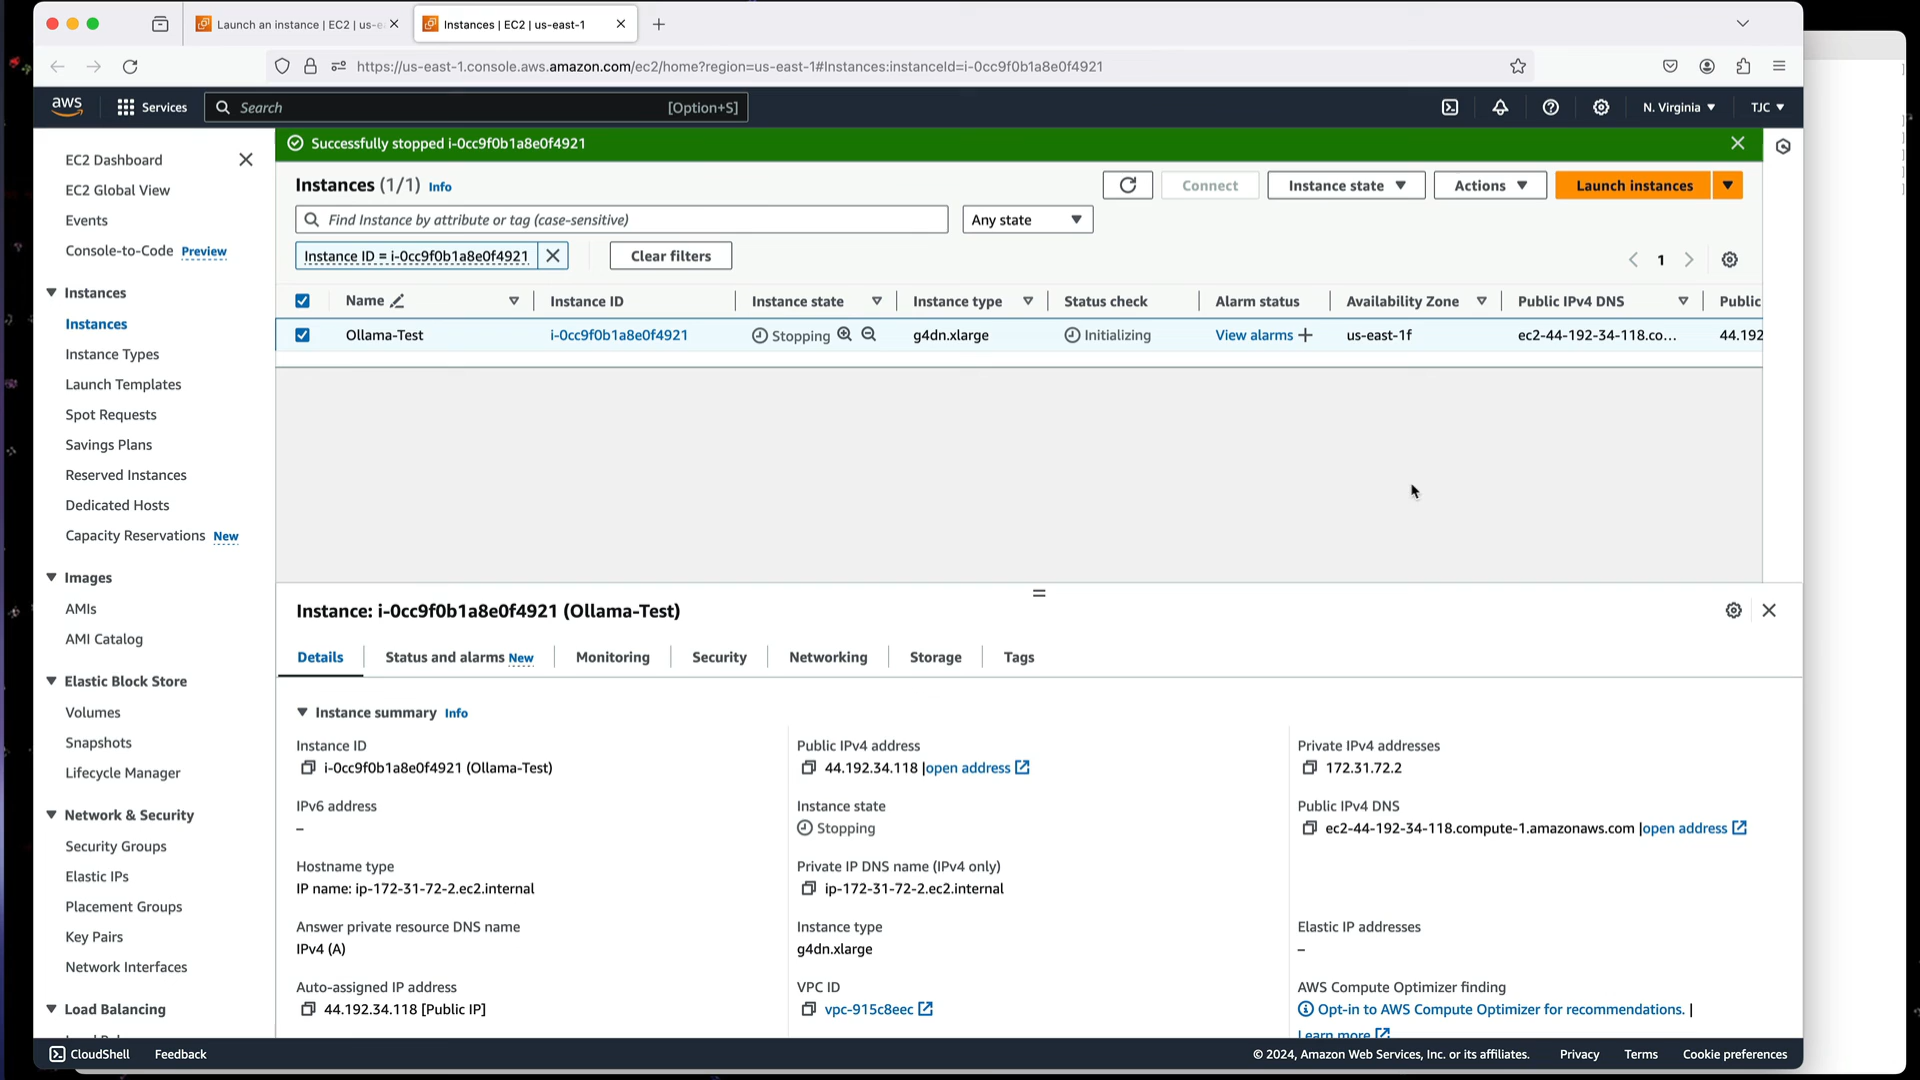 Launch an instance | EC2 | us-e
Instances | EC2 | us-east-1
https://us-east-1.console.aws.amazon.com/ec2/home?region=us-east-1#Instances:instanceId=i-0cc9f0b1a8e0f4921
aws
Services
Search
[Option+S]
N. Virginia
TJC
EC2 Dashboard
EC2 Global View
Events
Console-to-Code Preview
Instances
Instances
Instance Types
Launch Templates
Spot Requests
Savings Plans
Reserved Instances
Dedicated Hosts
Capacity Reservations New
Images
AMIs
AMI Catalog
Elastic Block Store
Volumes
Snapshots
Lifecycle Manager
Network & Security
Security Groups
Elastic IPs
Placement Groups
Key Pairs
Network Interfaces
Load Balancing
Successfully stopped i-0cc9f0b1a8e0f4921
Instances (1/1) Info
Connect
Instance state
Actions
Launch instances
Find Instance by attribute or tag (case-sensitive)
Any state
Instance ID = i-0cc9f0b1a8e0f4921
Clear filters
1
Name Instance ID Instance state Instance type Status check Alarm status Availability Zone Public IPv4 DNS Public
Ollama-Test i-0cc9f0b1a8e0f4921 Stopping g4dn.xlarge Initializing View alarms us-east-1f ec2-44-192-34-118.co... 44.192
Instance: i-0cc9f0b1a8e0f4921 (Ollama-Test)
Details Status and alarms New Monitoring Security Networking Storage Tags
Instance summary Info
Instance ID
i-0cc9f0b1a8e0f4921 (Ollama-Test)
Public IPv4 address
44.192.34.118 |open address
Private IPv4 addresses
172.31.72.2
IPv6 address
–
Instance state
Stopping
Public IPv4 DNS
ec2-44-192-34-118.compute-1.amazonaws.com |open address
Hostname type
IP name: ip-172-31-72-2.ec2.internal
Private IP DNS name (IPv4 only)
ip-172-31-72-2.ec2.internal
Answer private resource DNS name
IPv4 (A)
Instance type
g4dn.xlarge
Elastic IP addresses
–
Auto-assigned IP address
44.192.34.118 [Public IP]
VPC ID
vpc-915c8eec
AWS Compute Optimizer finding
Opt-in to AWS Compute Optimizer for recommendations. |
Learn more
CloudShell
Feedback
© 2024, Amazon Web Services, Inc. or its affiliates.
Privacy
Terms
Cookie preferences